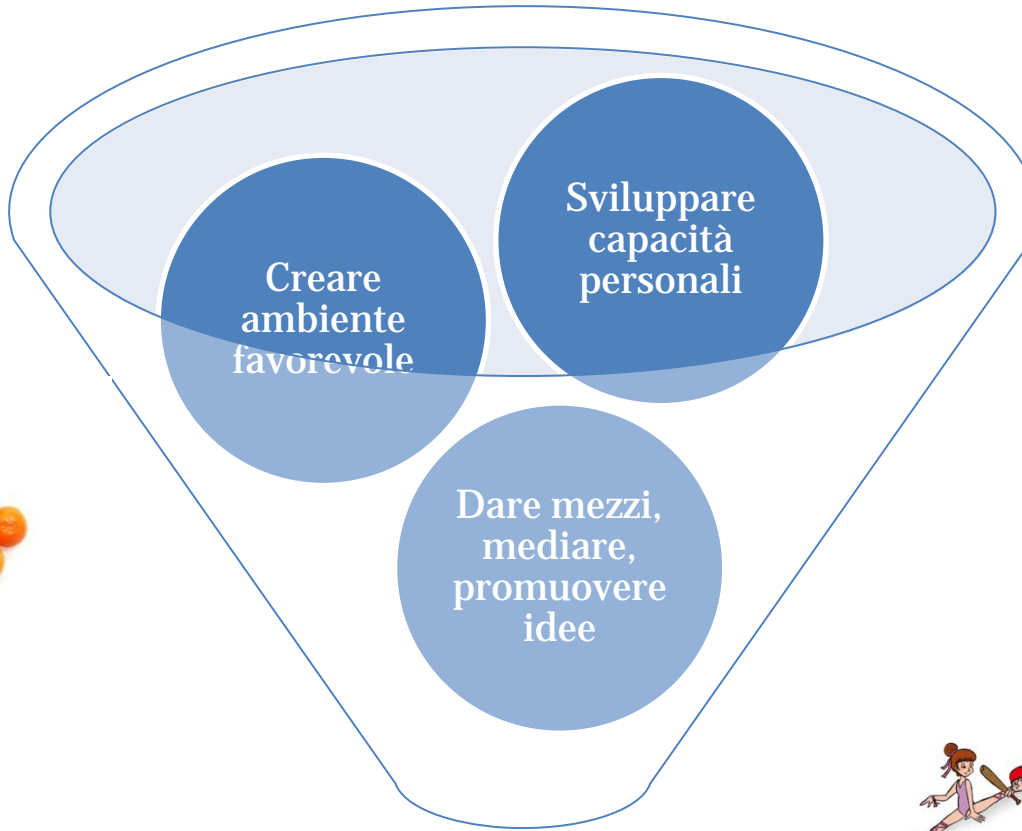 Sviluppare
capacità
personali
Creare
ambiente
favorevole
Dare mezzi,
mediare,
promuovere
idee